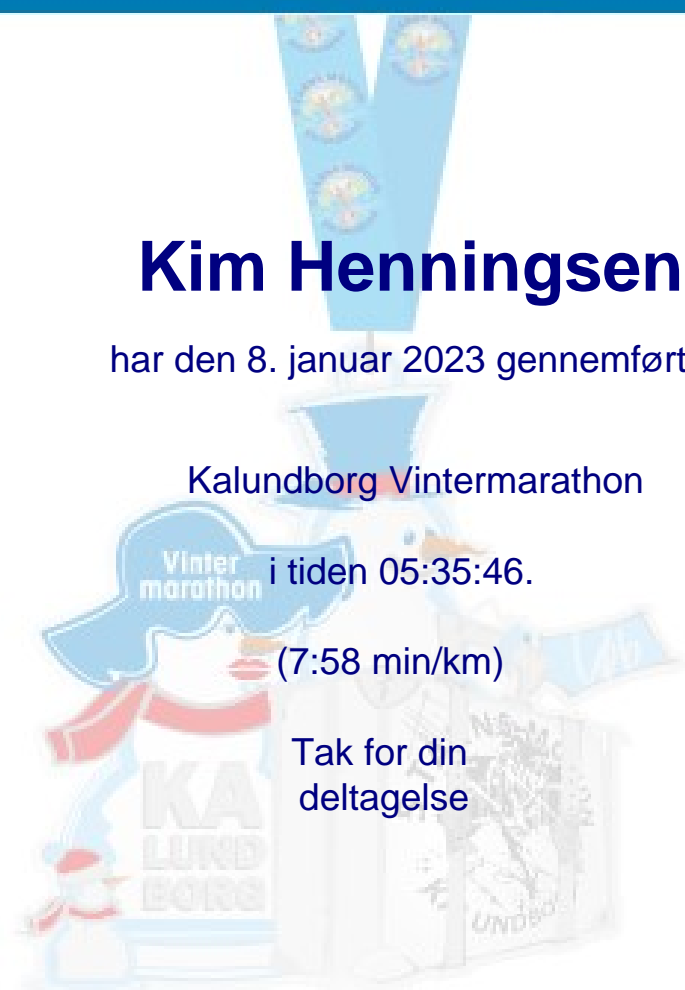 Kim Henningsen
har den 8. januar 2023 gennemført
Kalundborg Vintermarathon
Vinter
marathon
i tiden 05:35:46.
(7:58 min/km)
Tak for din
deltagelse
KA
LUND
BORG